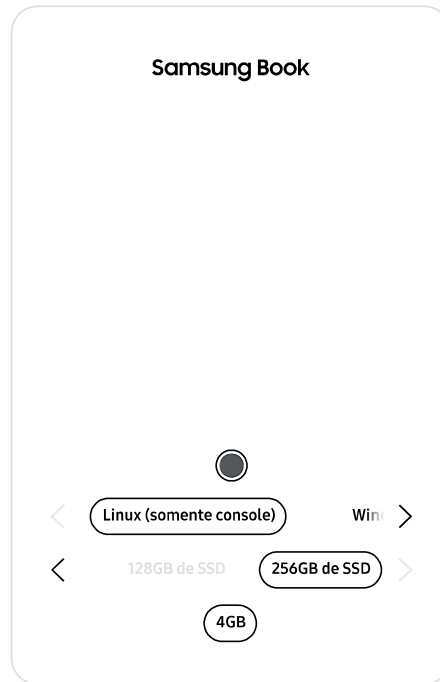 Samsung Book
Linux (somente console)
128GB de SSD 256GB de SSD
4GB